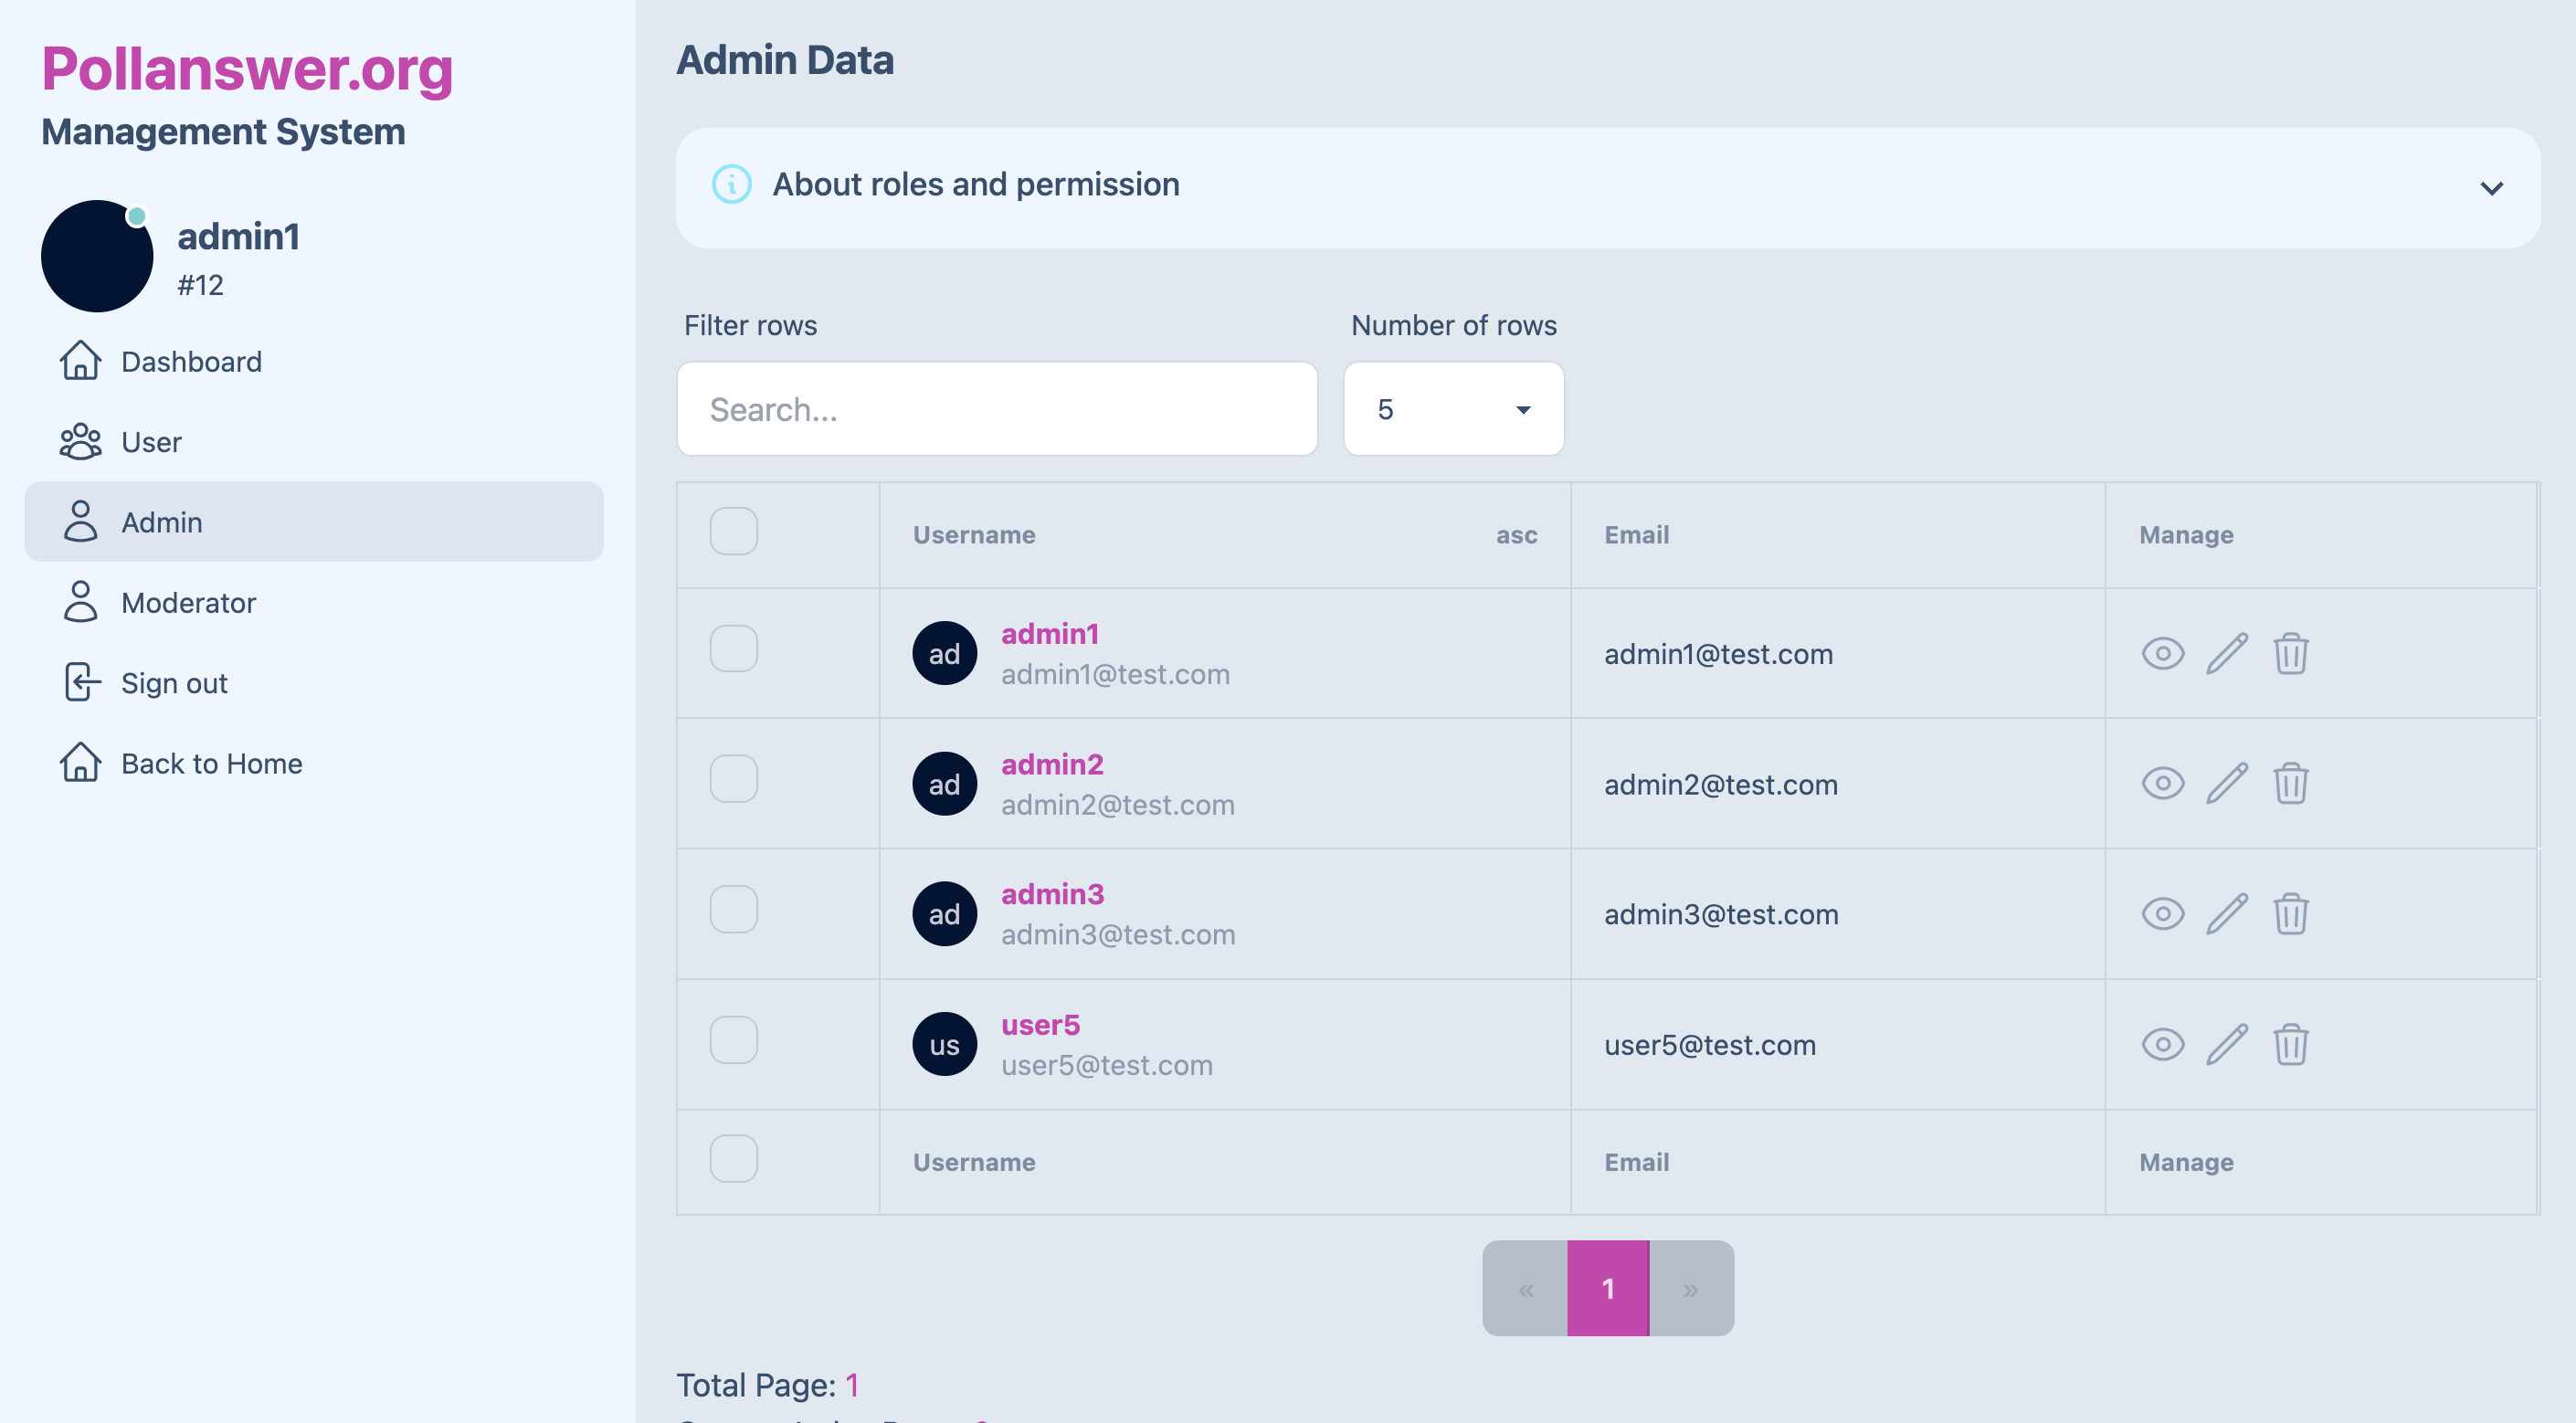 Pollanswer.org
Management System
admin1
#12
Dashboard
User
Admin
Moderator
Sign out
Back to Home
Admin Data
About roles and permission
Filter rows
Number of rows
Search...
5
Username asc Email Manage
ad admin1 admin1@test.com
admin1@test.com
ad admin2 admin2@test.com
admin2@test.com
ad admin3 admin3@test.com
admin3@test.com
us user5 user5@test.com
user5@test.com
Username Email Manage
« 1 »
Total Page: 1